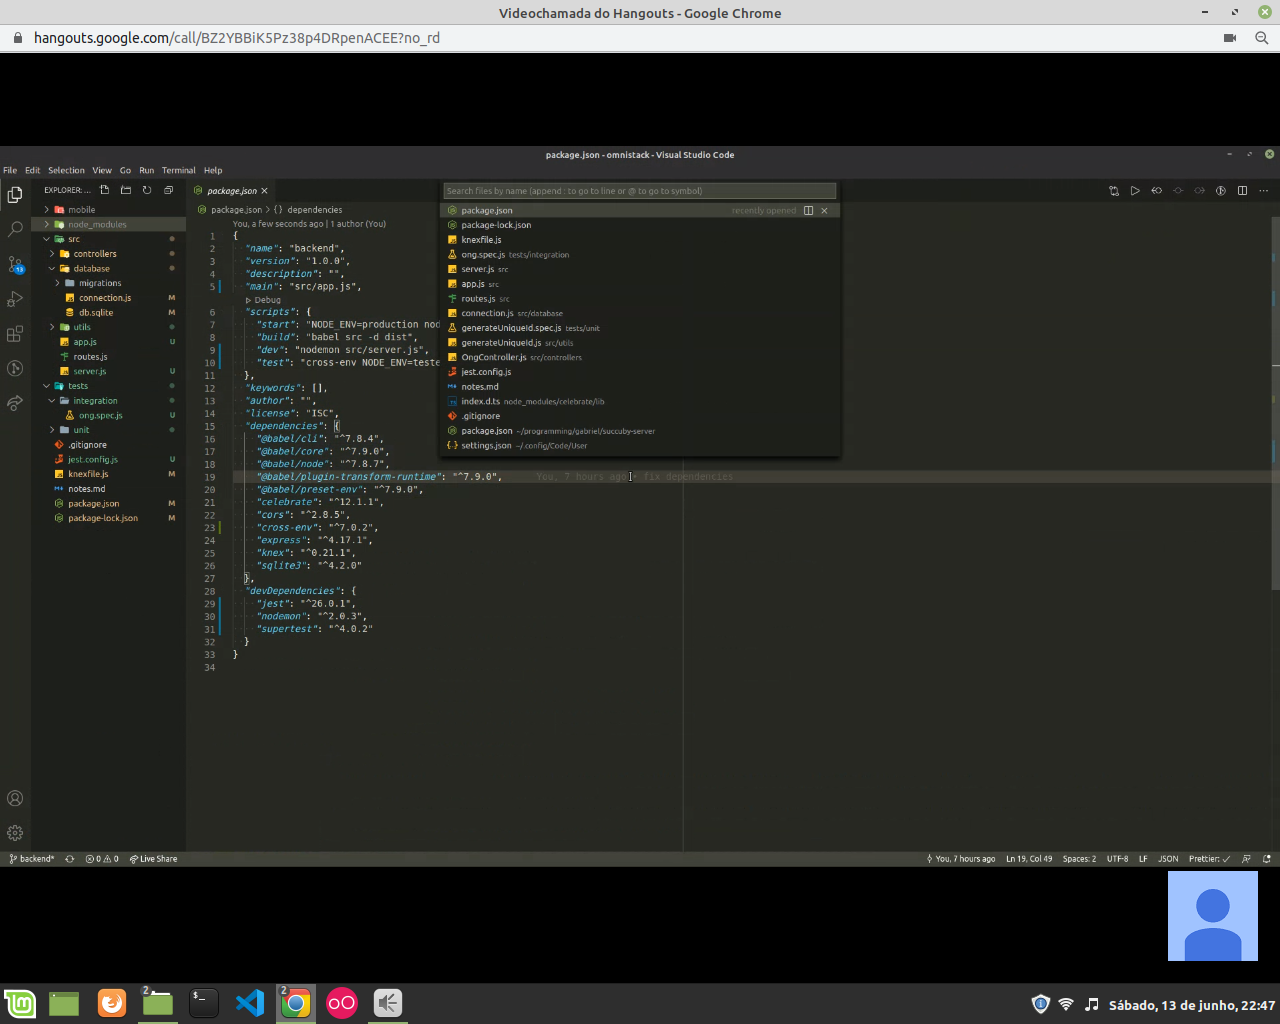 Videochamada do Hangouts - Google Chrome
hangouts.google.com/call/BZ2YBBiK5Pz38p4DRpenACEE?no_rd
package.json - omnistack - Visual Studio Code
File Edit Selection View Go Run Terminal Help
EXPLORER: ...
package.json
Search files by name (append : to go to line or @ to go to symbol)
package.json > {} dependencies
You, a few seconds ago | 1 author (You)
mobile
node_modules
src
controllers
database
migrations
connection.js M
db.sqlite M
utils
app.js U
routes.js
server.js U
tests
integration
ong.spec.js U
unit
.gitignore
jest.config.js U
knexfile.js M
notes.md
package.json M
package-lock.json M
13
1 {
2 "name": "backend",
3 "version": "1.0.0",
4 "description": "",
5 "main": "src/app.js",
Debug
6 "scripts": {
7 "start": "NODE_ENV=production nod
8 "build": "babel src -d dist",
9 "dev": "nodemon src/server.js",
10 "test": "cross-env NODE_ENV=teste
11 },
12 "keywords": [],
13 "author": "",
14 "license": "ISC",
15 "dependencies": {
16 "@babel/cli": "^7.8.4",
17 "@babel/core": "^7.9.0",
18 "@babel/node": "^7.8.7",
19 "@babel/plugin-transform-runtime": "^7.9.0", You, 7 hours ago • fix dependencies
20 "@babel/preset-env": "^7.9.0",
21 "celebrate": "^12.1.1",
22 "cors": "^2.8.5",
23 "cross-env": "^7.0.2",
24 "express": "^4.17.1",
25 "knex": "^0.21.1",
26 "sqlite3": "^4.2.0"
27 },
28 "devDependencies": {
29 "jest": "^26.0.1",
30 "nodemon": "^2.0.3",
31 "supertest": "^4.0.2"
32 }
33 }
34
package.json recently opened
package-lock.json
knexfile.js
ong.spec.js tests/integration
server.js src
app.js src
routes.js src
connection.js src/database
generateUniqueId.spec.js tests/unit
generateUniqueId.js src/utils
OngController.js src/controllers
jest.config.js
notes.md
index.d.ts node_modules/celebrate/lib
.gitignore
package.json ~/programming/gabriel/succuby-server
settings.json ~/.config/Code/User
backend* 0 0 Live Share
You, 7 hours ago Ln 19, Col 49 Spaces: 2 UTF-8 LF JSON Prettier: ✓
2
2
Sábado, 13 de junho, 22:47